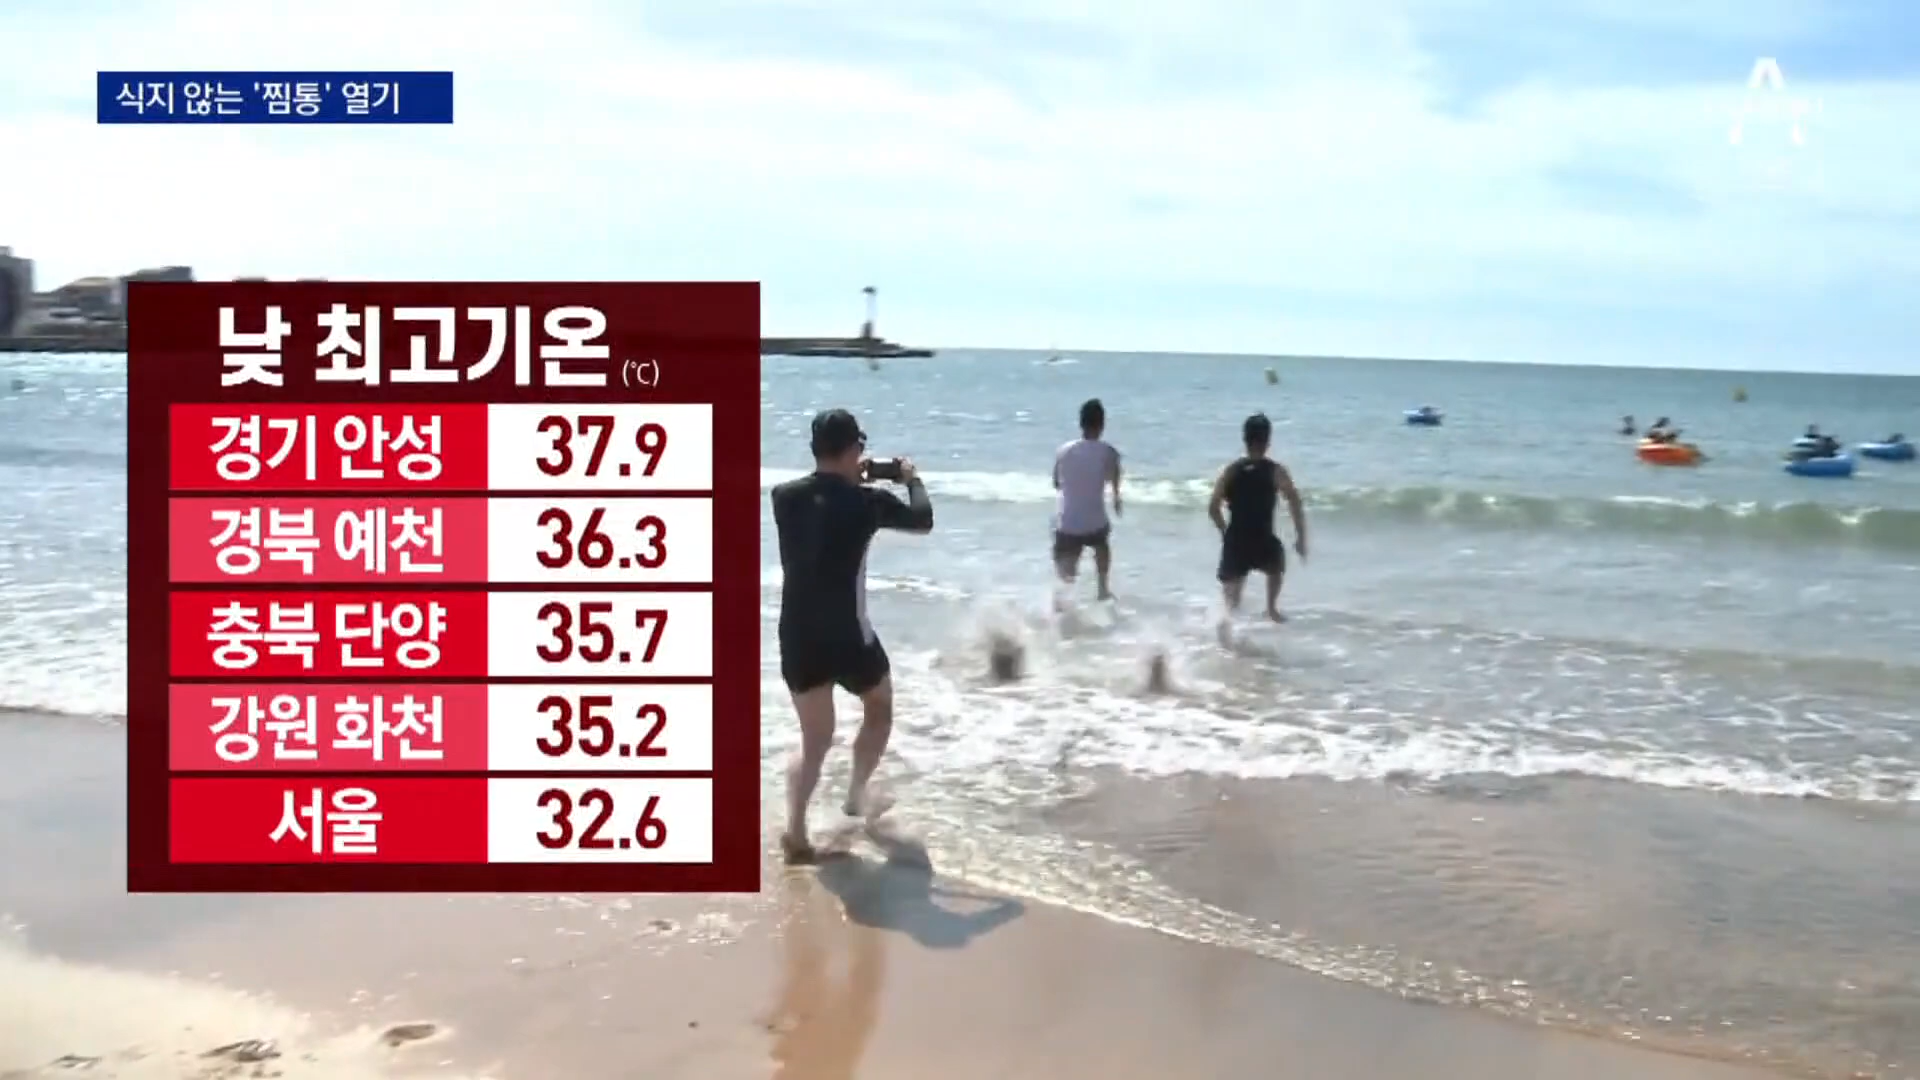 식지 않는 '찜통' 열기
낮 최고기온 (℃)
경기 안성 37.9
경북 예천 36.3
충북 단양 35.7
강원 화천 35.2
서울 32.6